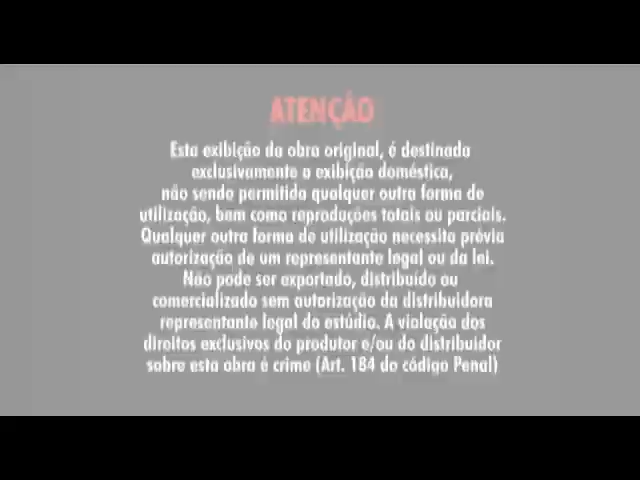 ATENÇÃO
Esta exibição da obra original, é destinada
exclusivamente a exibição doméstica,
não sendo permitida qualquer outra forma de
utilização, bem como reproduções totais ou parciais.
Qualquer outra forma de utilização necessita prévia
autorização de um representante legal ou da lei.
Não pode ser exportado, distribuído ou
comercializado sem autorização da distribuidora
representante legal do estúdio. A violação dos
direitos exclusivos do produtor e/ou do distribuidor
sobre esta obra é crime (Art. 184 do código Penal)